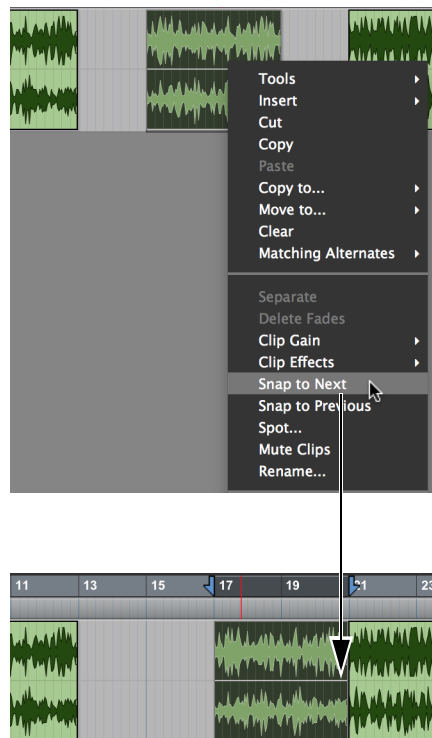 Tools
Insert
Cut
Copy
Paste
Copy to...
Move to...
Clear
Matching Alternates
Separate
Delete Fades
Clip Gain
Clip Effects
Snap to Next
Snap to Previous
Spot...
Mute Clips
Rename...
11 13 15 17 19 21 23